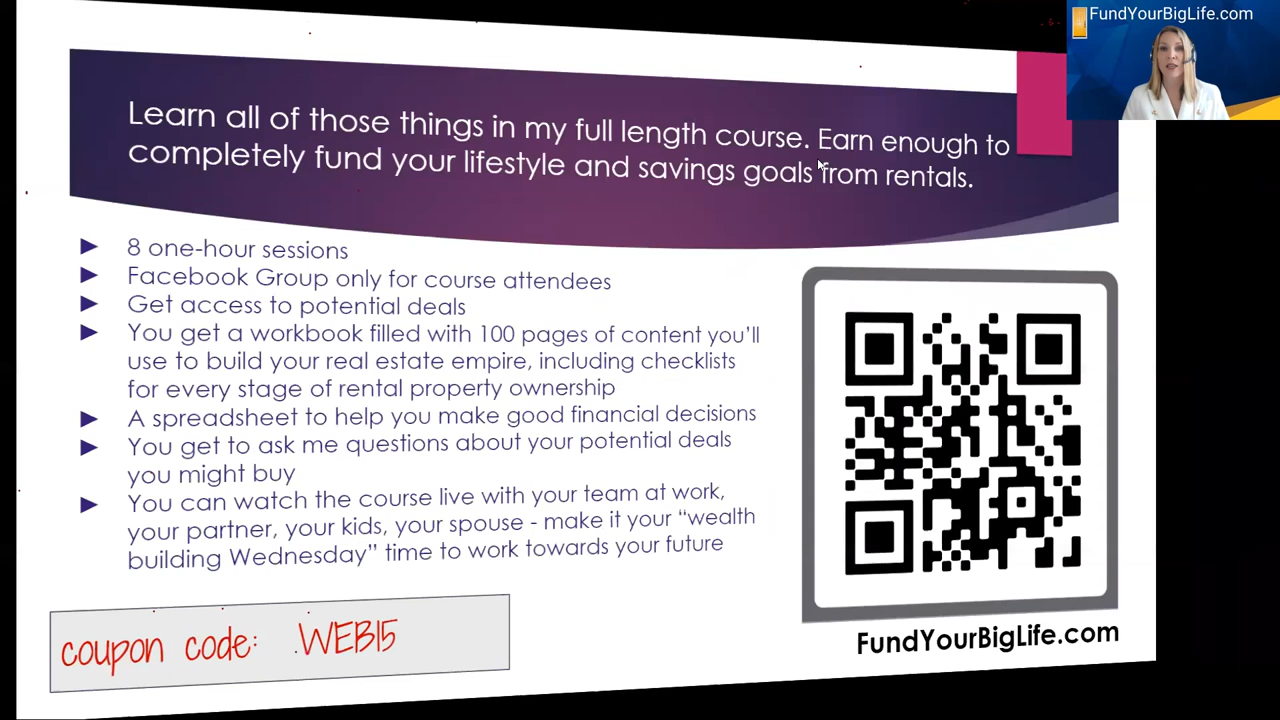 FundYourBigLife.com
Learn all of those things in my full length course. Earn enough to
completely fund your lifestyle and savings goals from rentals.
8 one-hour sessions
Facebook Group only for course attendees
Get access to potential deals
You get a workbook filled with 100 pages of content you’ll
use to build your real estate empire, including checklists
for every stage of rental property ownership
A spreadsheet to help you make good financial decisions
You get to ask me questions about your potential deals
you might buy
You can watch the course live with your team at work,
your partner, your kids, your spouse - make it your “wealth
building Wednesday” time to work towards your future
coupon code: WEB15
FundYourBigLife.com